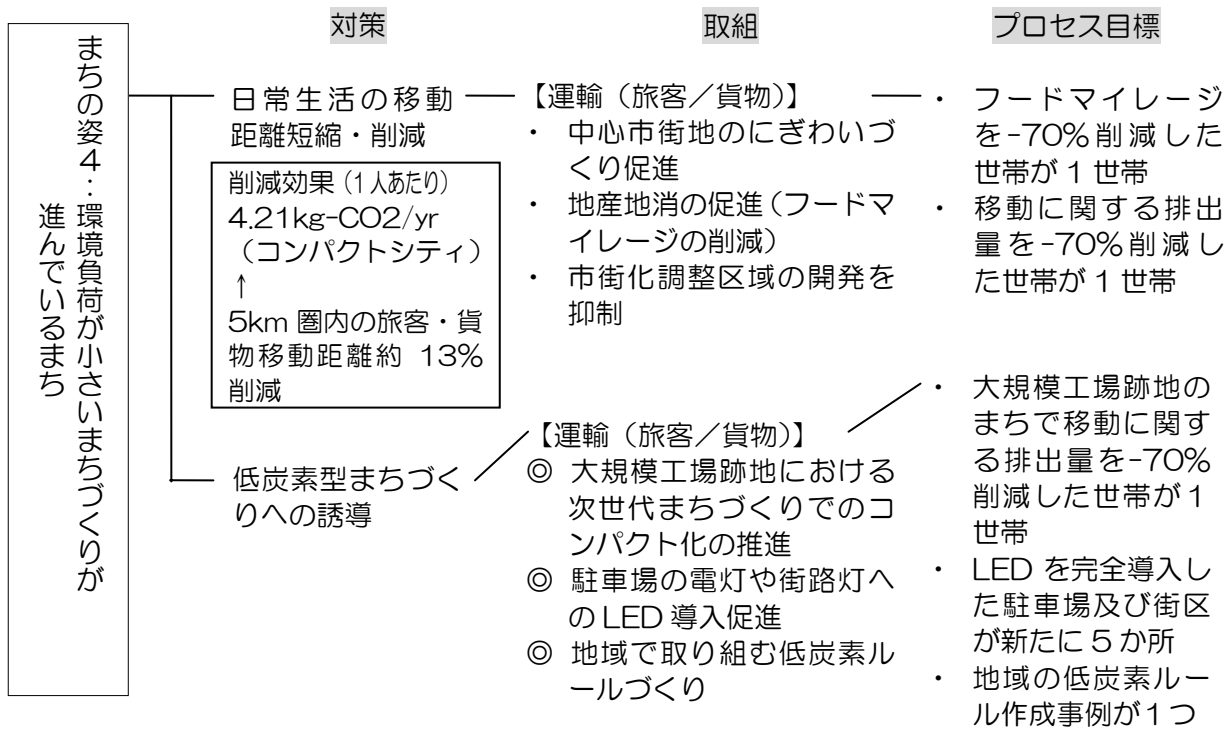 対策
取組
プロセス目標
まちの姿4:環境負荷が小さいまちづくりが
進んでいるまち
日常生活の移動
距離短縮・削減
削減効果(1人あたり)
4.21kg-CO2/yr
(コンパクトシティ)
↑
5km 圏内の旅客・貨
物移動距離約 13%
削減
低炭素型まちづく
りへの誘導
【運輸(旅客/貨物)】
・ 中心市街地のにぎわいづ
くり促進
・ 地産地消の促進(フードマ
イレージの削減)
・ 市街化調整区域の開発を
抑制
【運輸(旅客/貨物)】
◎ 大規模工場跡地における
次世代まちづくりでのコ
ンパクト化の推進
◎ 駐車場の電灯や街路灯へ
の LED 導入促進
◎ 地域で取り組む低炭素ル
ールづくり
・ フードマイレージ
を-70%削減した
世帯が 1 世帯
・ 移動に関する排出
量を-70%削減し
た世帯が 1 世帯
・ 大規模工場跡地の
まちで移動に関す
る排出量を-70%
削減した世帯が1
世帯
・ LED を完全導入し
た駐車場及び街区
が新たに 5 か所
・ 地域の低炭素ルー
ル作成事例が1つ